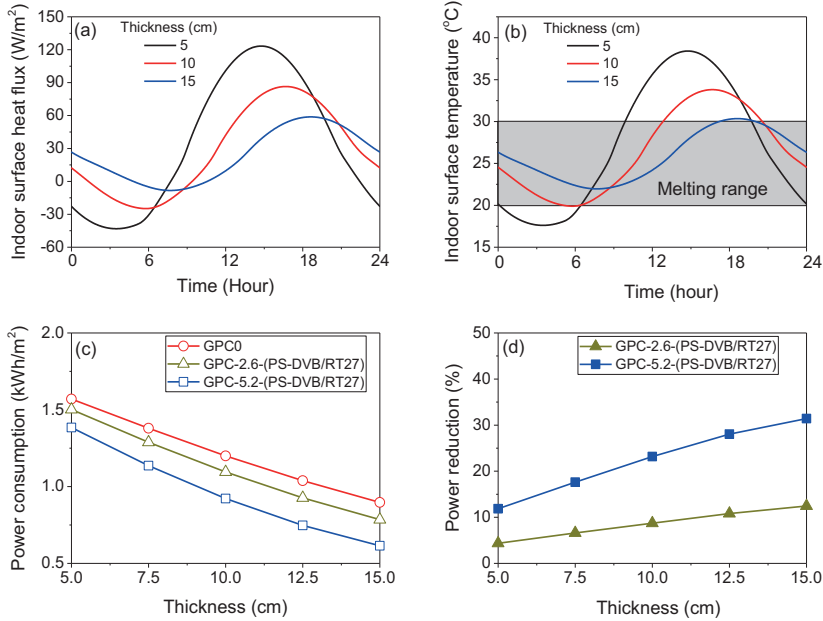 (a)
Thickness (cm)
5
10
15
Indoor surface heat flux (W/m²)
150
120
90
60
30
0
-30
-60
0
6
12
18
24
Time (Hour)
(b)
Thickness (cm)
5
10
15
Melting range
Indoor surface temperature (°C)
40
35
30
25
20
15
0
6
12
18
24
Time (hour)
(c)
GPC0
GPC-2.6-(PS-DVB/RT27)
GPC-5.2-(PS-DVB/RT27)
Power consumption (kWh/m²)
2.0
1.5
1.0
0.5
5.0
7.5
10.0
12.5
15.0
Thickness (cm)
(d)
GPC-2.6-(PS-DVB/RT27)
GPC-5.2-(PS-DVB/RT27)
Power reduction (%)
50
40
30
20
10
0
5.0
7.5
10.0
12.5
15.0
Thickness (cm)